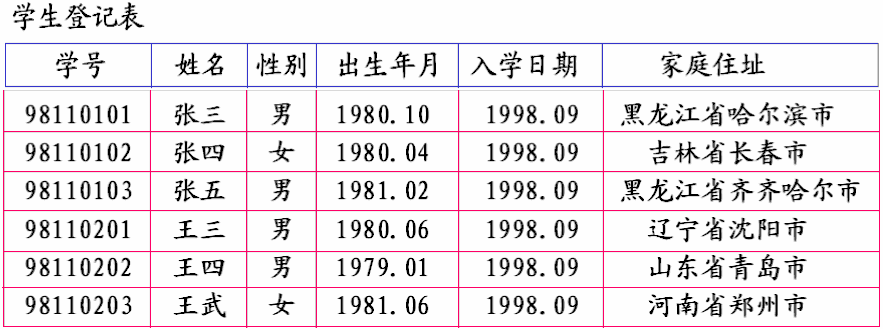 学生登记表
学号 姓名 性别 出生年月 入学日期 家庭住址
98110101 张三 男 1980.10 1998.09 黑龙江省哈尔滨市
98110102 张四 女 1980.04 1998.09 吉林省长春市
98110103 张五 男 1981.02 1998.09 黑龙江省齐齐哈尔市
98110201 王三 男 1980.06 1998.09 辽宁省沈阳市
98110202 王四 男 1979.01 1998.09 山东省青岛市
98110203 王武 女 1981.06 1998.09 河南省郑州市